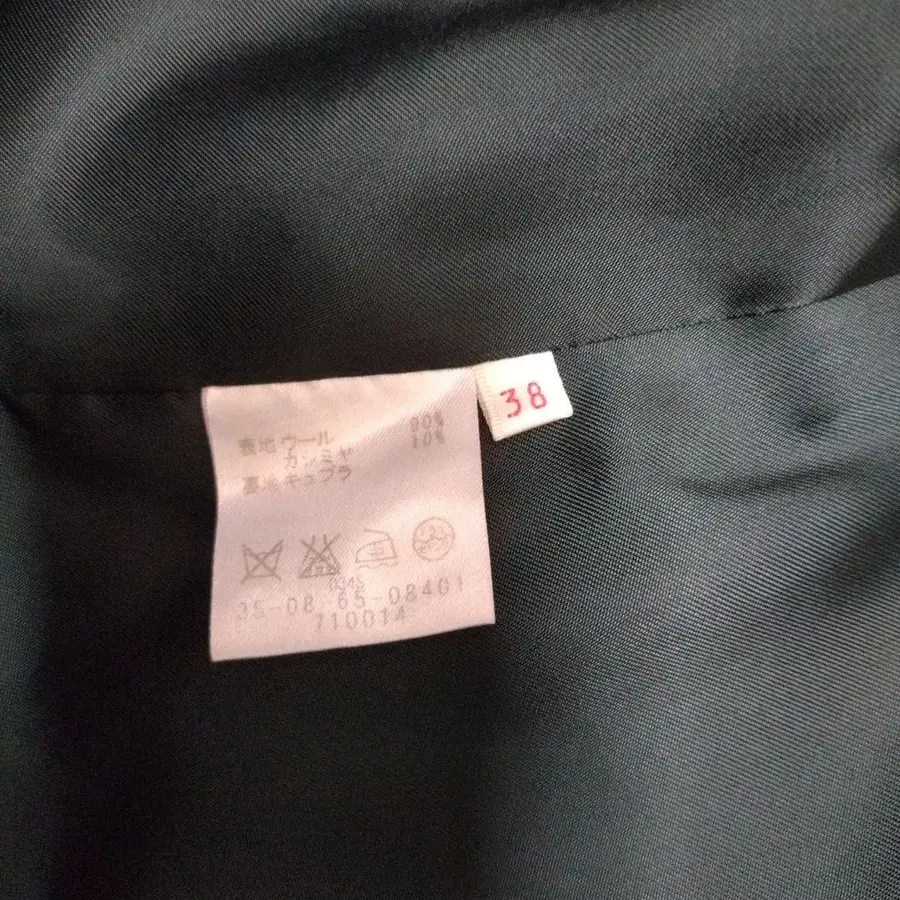 表地 ウール 90%
カシミヤ 10%
裏地 キュプラ
0345
35-08-65-08401
710014
38